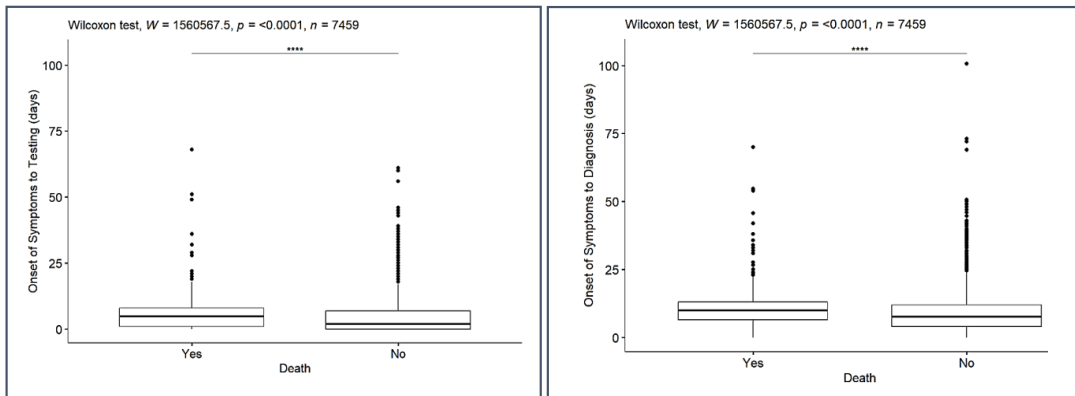 Wilcoxon test, W = 1560567.5, p = <0.0001, n = 7459
****
100
75
50
25
0
Onset of Symptoms to Testing (days)
Yes
No
Death
Wilcoxon test, W = 1560567.5, p = <0.0001, n = 7459
****
100
75
50
25
0
Onset of Symptoms to Diagnosis (days)
Yes
No
Death